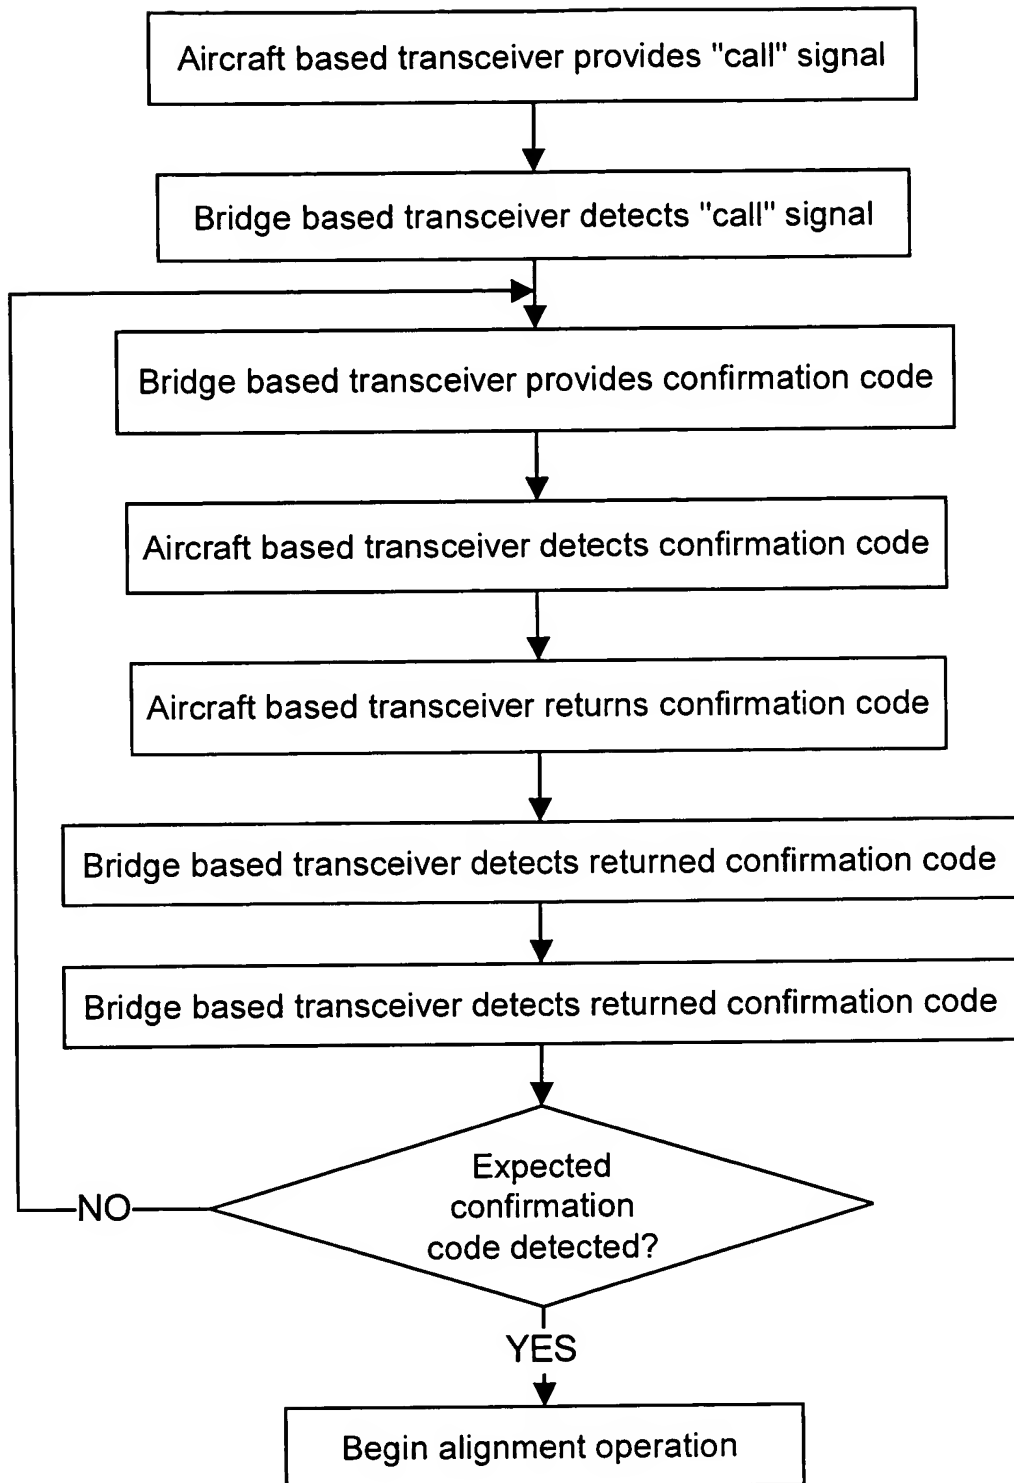 Aircraft based transceiver provides "call" signal
Bridge based transceiver detects "call" signal
Bridge based transceiver provides confirmation code
Aircraft based transceiver detects confirmation code
Aircraft based transceiver returns confirmation code
Bridge based transceiver detects returned confirmation code
Bridge based transceiver detects returned confirmation code
Expected
confirmation
code detected?
NO
YES
Begin alignment operation